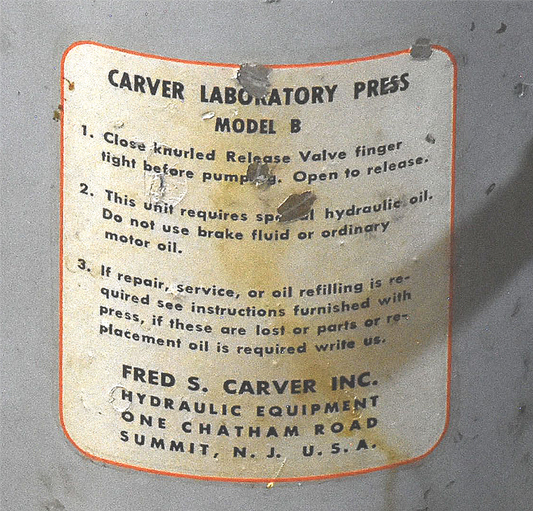 CARVER LABORATORY PRESS
MODEL B
1. Close knurled Release Valve finger
tight before pumping. Open to release.
2. This unit requires special hydraulic oil.
Do not use brake fluid or ordinary
motor oil.
3. If repair, service, or oil refilling is re-
quired see instructions furnished with
press, if these are lost or parts or re-
placement oil is required write us.
FRED S. CARVER INC.
HYDRAULIC EQUIPMENT
ONE CHATHAM ROAD
SUMMIT, N. J. U. S. A.